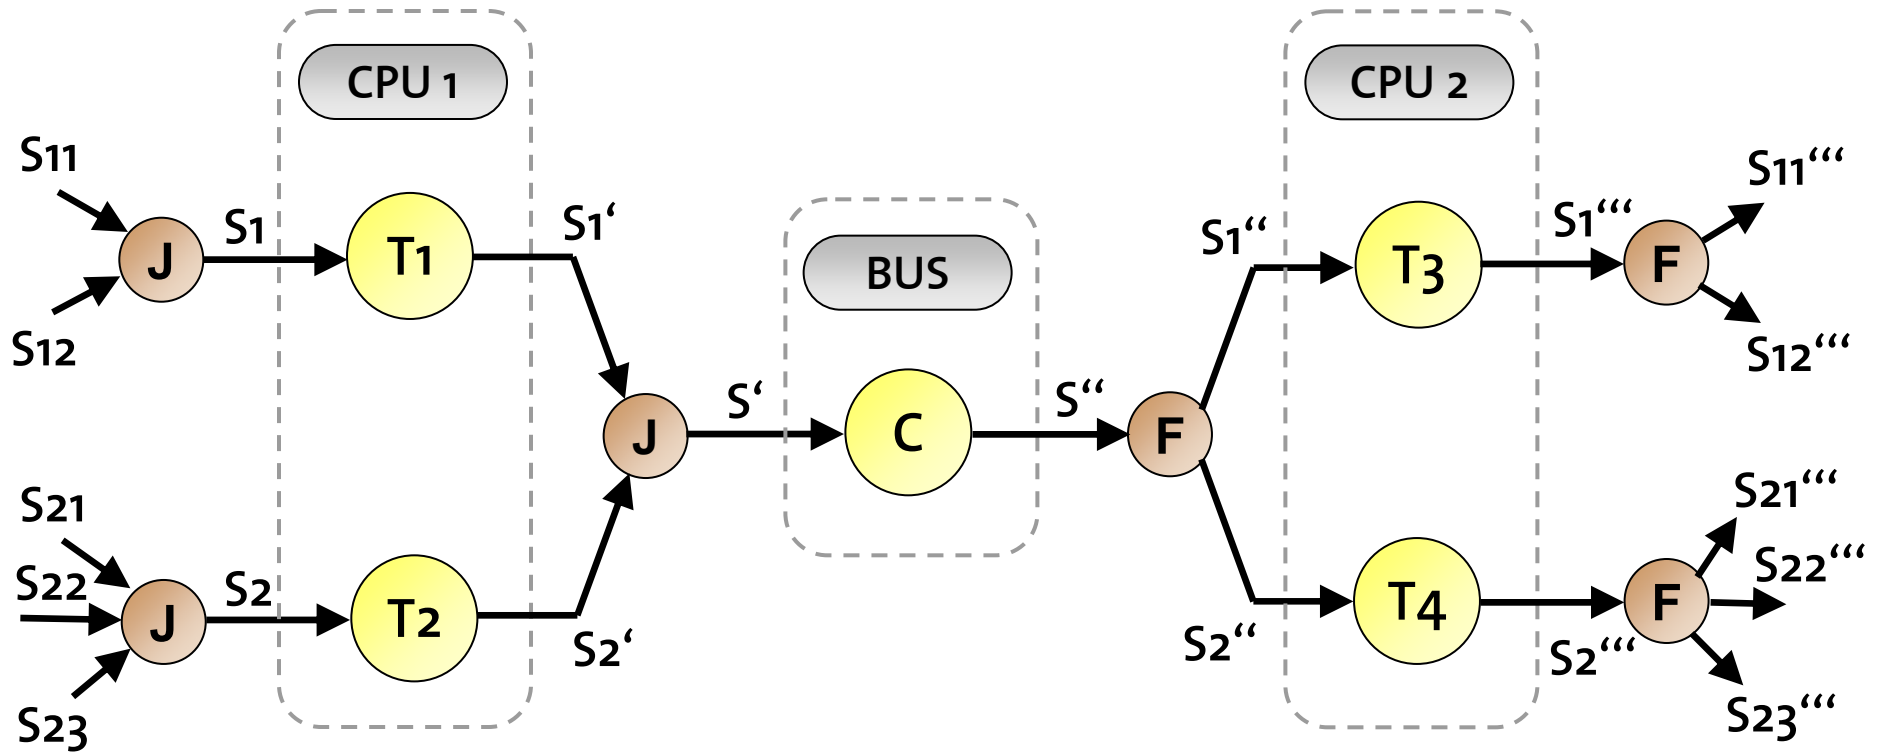 CPU 1
CPU 2
S11
S11‘‘‘
S1
S1‘
S1‘‘
S1‘‘‘
J
T1
BUS
T3
F
S12
S12‘‘‘
S‘
S‘‘
J
C
F
S21
S21‘‘‘
S22
S2
S22‘‘‘
J
T2
T4
F
S2‘
S2‘‘
S2‘‘‘
S23
S23‘‘‘